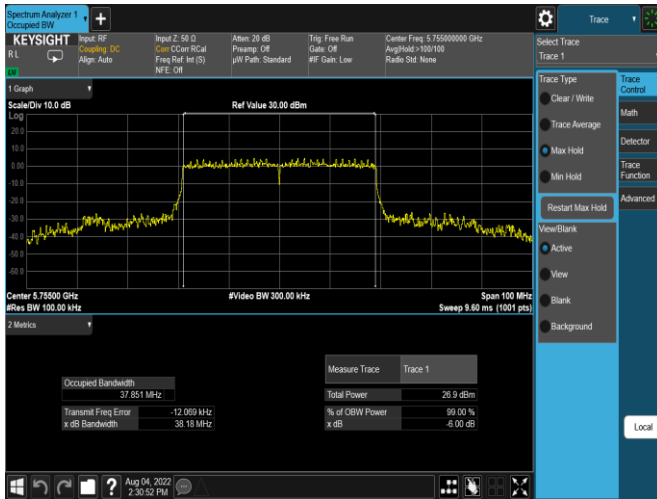 Spectrum Analyzer 1
Occupied BW
Trace
KEYSIGHT
Input: RF
Input Z: 50 Ω
Atten: 20 dB
Trig: Free Run
Center Freq: 5.755000000 GHz
R L
Coupling: DC
Corr CCorr RCal
Preamp: Off
Gate: Off
Avg|Hold:>100/100
Align: Auto
Freq Ref: Int (S)
µW Path: Standard
#IF Gain: Low
Radio Std: None
NFE: Off
Select Trace
Trace 1
1 Graph
Scale/Div 10.0 dB
Ref Value 30.00 dBm
Log
20.0
10.0
0.00
-10.0
-20.0
-30.0
-40.0
-50.0
-60.0
Center 5.75500 GHz
#Video BW 300.00 kHz
Span 100 MHz
#Res BW 100.00 kHz
Sweep 9.60 ms (1001 pts)
Trace Type
Clear / Write
Trace Average
Max Hold
Min Hold
Restart Max Hold
View/Blank
Active
View
Blank
Background
Trace Control
Math
Detector
Trace Function
Advanced
Local
2 Metrics
Measure Trace
Trace 1
Occupied Bandwidth
37.851 MHz
Total Power
26.9 dBm
Transmit Freq Error
-12.069 kHz
% of OBW Power
99.00 %
x dB Bandwidth
38.18 MHz
x dB
-6.00 dB
Aug 04, 2022
2:30:52 PM